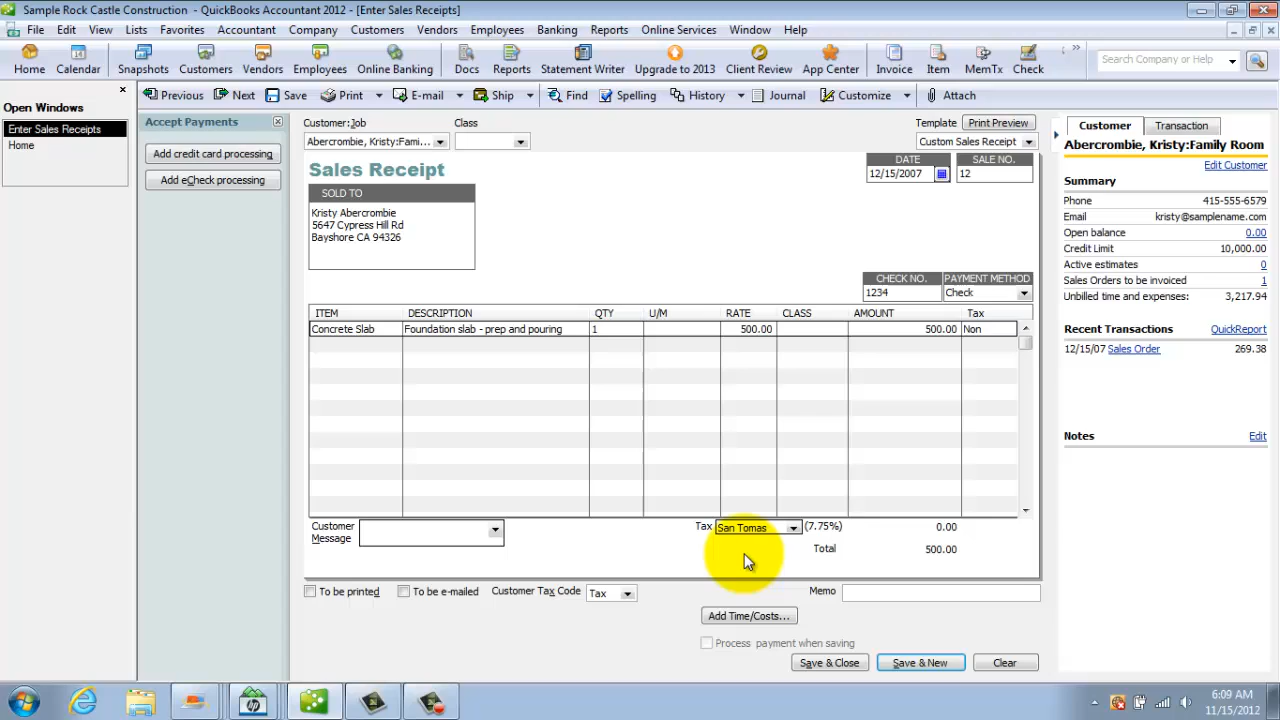 Sample Rock Castle Construction - QuickBooks Accountant 2012 - [Enter Sales Receipts]
File Edit View Lists Favorites Accountant Company Customers Vendors Employees Banking Reports Online Services Window Help
Home Calendar Snapshots Customers Vendors Employees Online Banking Docs Reports Statement Writer Upgrade to 2013 Client Review App Center Invoice Item MemTx Check Search Company or Help
Open Windows
Enter Sales Receipts
Home
Previous Next Save Print E-mail Ship Find Spelling History Journal Customize Attach
Accept Payments
Add credit card processing
Add eCheck processing
Customer:Job Class Template Print Preview
Abercrombie, Kristy:Fami... Custom Sales Receipt
Sales Receipt
DATE SALE NO.
12/15/2007 12
SOLD TO
Kristy Abercrombie
5647 Cypress Hill Rd
Bayshore CA 94326
CHECK NO. PAYMENT METHOD
1234 Check
ITEM DESCRIPTION QTY U/M RATE CLASS AMOUNT Tax
Concrete Slab Foundation slab - prep and pouring 1 500.00 500.00 Non
Customer Message
Tax San Tomas (7.75%) 0.00
Total 500.00
To be printed To be e-mailed Customer Tax Code Tax Memo
Add Time/Costs...
Process payment when saving
Save & Close Save & New Clear
Customer Transaction
Abercrombie, Kristy:Family Room
Edit Customer
Summary
Phone 415-555-6579
Email kristy@samplename.com
Open balance 0.00
Credit Limit 10,000.00
Active estimates 0
Sales Orders to be invoiced 1
Unbilled time and expenses: 3,217.94
Recent Transactions QuickReport
12/15/07 Sales Order 269.38
Notes Edit
6:09 AM
11/15/2012